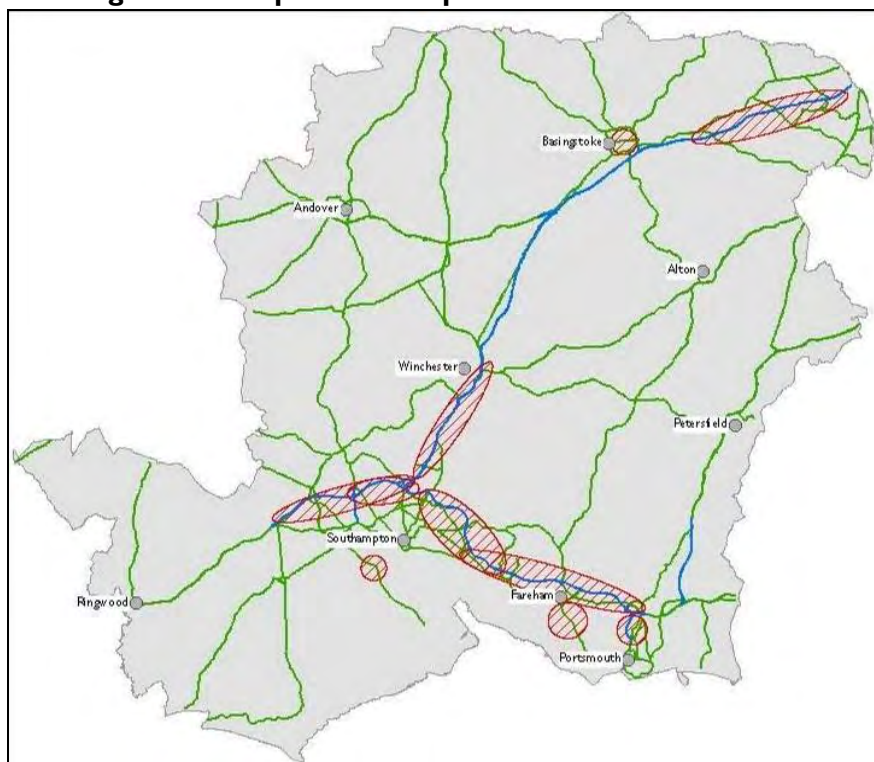 Basingstoke
Andover
Alton
Winchester
Petersfield
Southampton
Ringwood
Fareham
Portsmouth